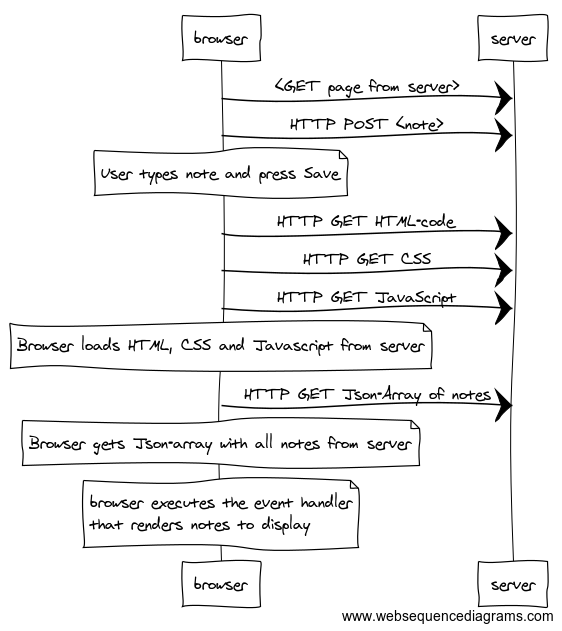 browser
server
<GET page from server>
HTTP POST <note>
User types note and press Save
HTTP GET HTML-code
HTTP GET CSS
HTTP GET JavaScript
Browser loads HTML, CSS and Javascript from server
HTTP GET Json-Array of notes
Browser gets Json-array with all notes from server
browser executes the event handler
that renders notes to display
browser
server
www.websequencediagrams.com